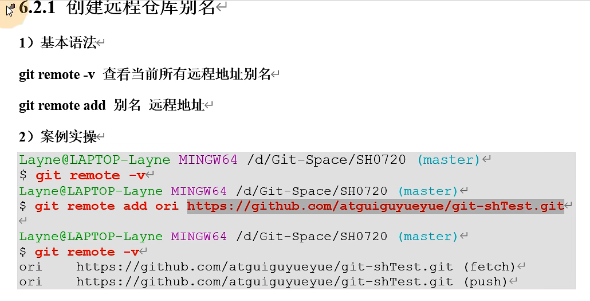 6.2.1 创建远程仓库别名↵
1）基本语法↵
git remote -v 查看当前所有远程地址别名↵
git remote add 别名 远程地址↵
2）案例实操↵
Layne@LAPTOP-Layne MINGW64 /d/Git-Space/SH0720 (master)↵
$ git remote -v↵
Layne@LAPTOP-Layne MINGW64 /d/Git-Space/SH0720 (master)↵
$ git remote add ori https://github.com/atguiguyueyue/git-shTest.git↵
↵
Layne@LAPTOP-Layne MINGW64 /d/Git-Space/SH0720 (master)↵
$ git remote -v↵
ori https://github.com/atguiguyueyue/git-shTest.git (fetch)↵
ori https://github.com/atguiguyueyue/git-shTest.git (push)↵